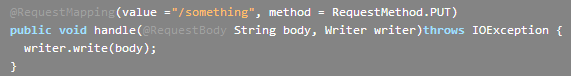 @RequestMapping(value ="/something", method = RequestMethod.PUT)
public void handle(@RequestBody String body, Writer writer)throws IOException {
  writer.write(body);
}